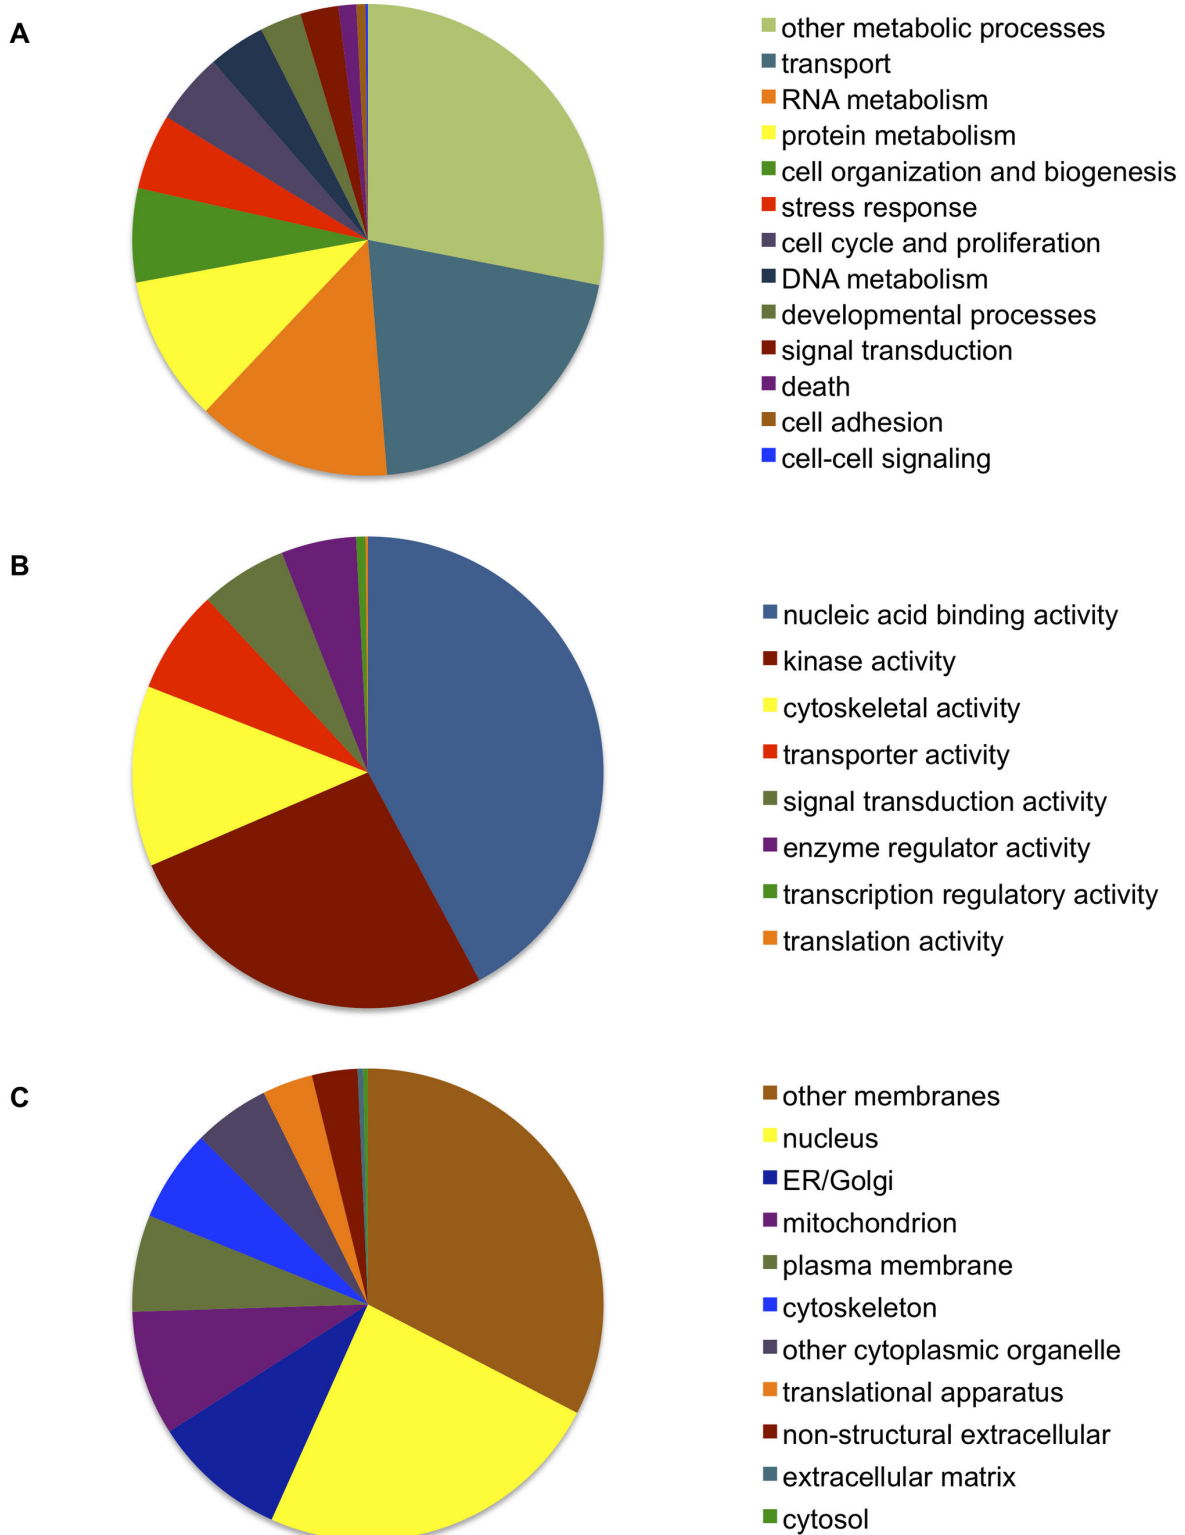 A
other metabolic processes
transport
RNA metabolism
protein metabolism
cell organization and biogenesis
stress response
cell cycle and proliferation
DNA metabolism
developmental processes
signal transduction
death
cell adhesion
cell-cell signaling
B
nucleic acid binding activity
kinase activity
cytoskeletal activity
transporter activity
signal transduction activity
enzyme regulator activity
transcription regulatory activity
translation activity
C
other membranes
nucleus
ER/Golgi
mitochondrion
plasma membrane
cytoskeleton
other cytoplasmic organelle
translational apparatus
non-structural extracellular
extracellular matrix
cytosol